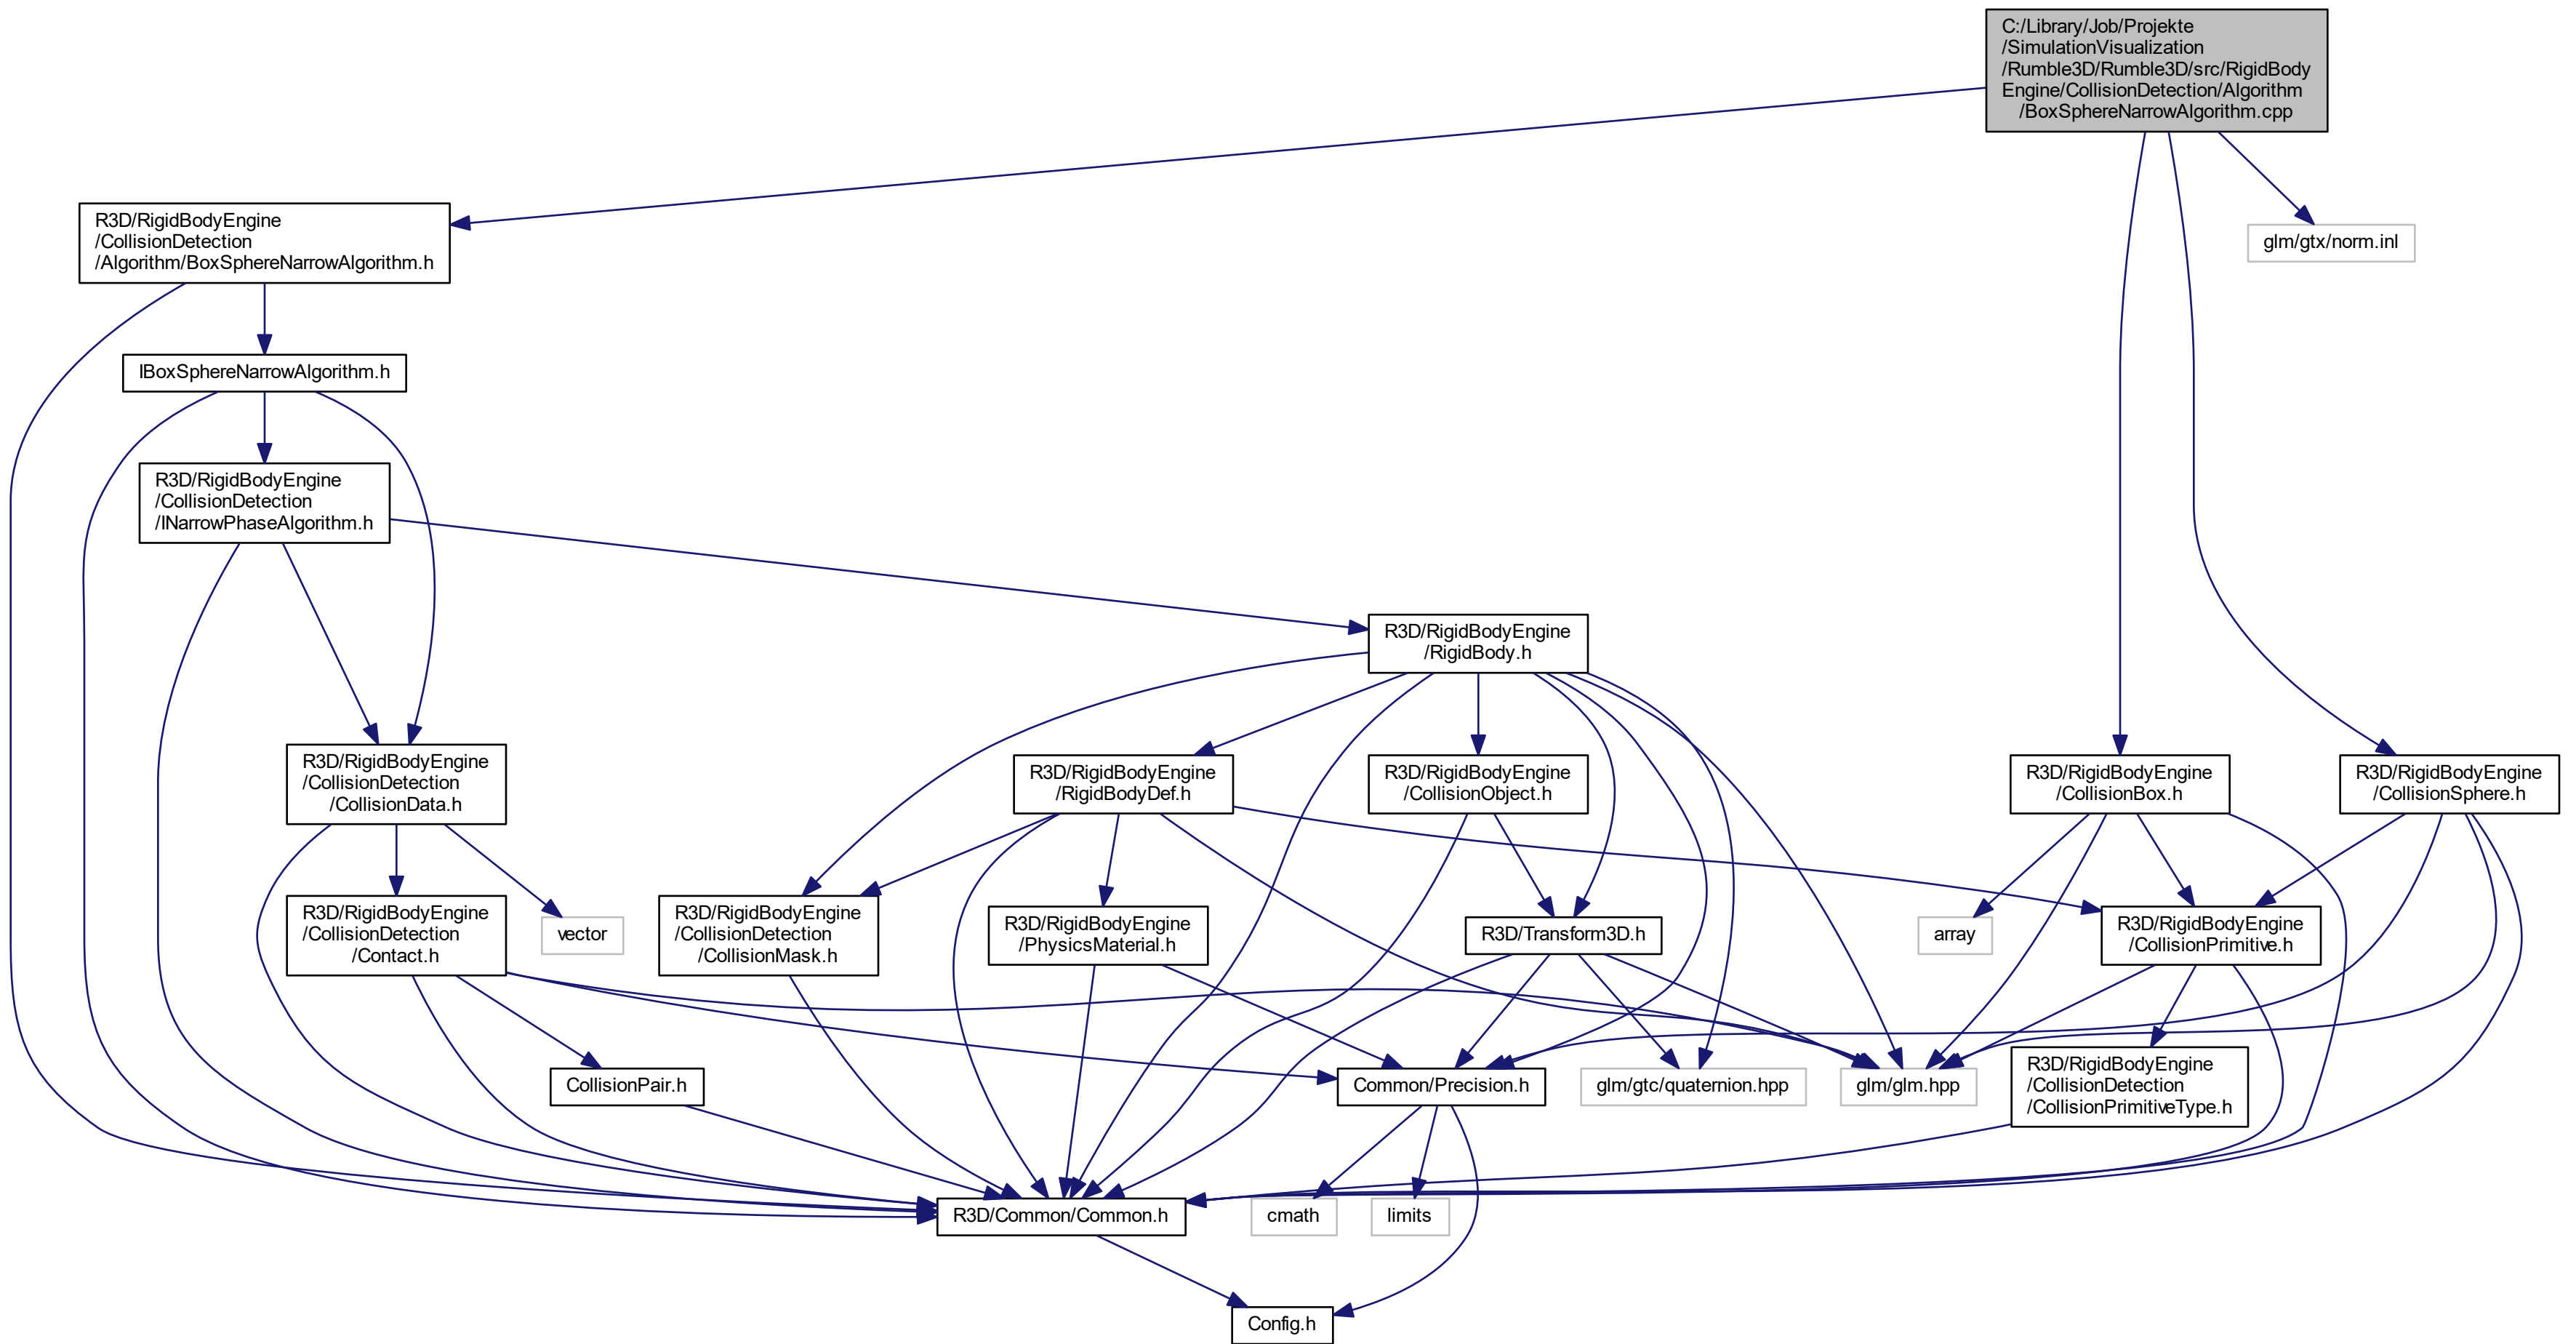 C:/Library/Job/Projekte
/SimulationVisualization
/Rumble3D/Rumble3D/src/RigidBody
Engine/CollisionDetection/Algorithm
/BoxSphereNarrowAlgorithm.cpp
R3D/RigidBodyEngine
/CollisionDetection
/Algorithm/BoxSphereNarrowAlgorithm.h
glm/gtx/norm.inl
IBoxSphereNarrowAlgorithm.h
R3D/RigidBodyEngine
/CollisionDetection
/INarrowPhaseAlgorithm.h
R3D/RigidBodyEngine
/RigidBody.h
R3D/RigidBodyEngine
/CollisionDetection
/CollisionData.h
R3D/RigidBodyEngine
/RigidBodyDef.h
R3D/RigidBodyEngine
/CollisionObject.h
R3D/RigidBodyEngine
/CollisionBox.h
R3D/RigidBodyEngine
/CollisionSphere.h
R3D/RigidBodyEngine
/CollisionDetection
/Contact.h
vector
R3D/RigidBodyEngine
/CollisionDetection
/CollisionMask.h
R3D/RigidBodyEngine
/PhysicsMaterial.h
R3D/Transform3D.h
array
R3D/RigidBodyEngine
/CollisionPrimitive.h
CollisionPair.h
Common/Precision.h
glm/gtc/quaternion.hpp
glm/glm.hpp
R3D/RigidBodyEngine
/CollisionDetection
/CollisionPrimitiveType.h
R3D/Common/Common.h
cmath
limits
Config.h